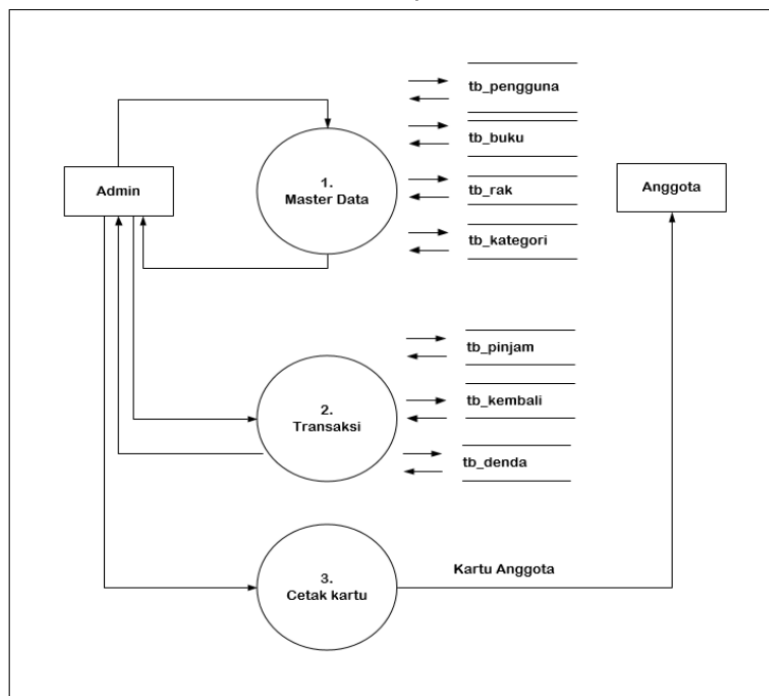 tb_pengguna
tb_buku
Admin
1.
Master Data
tb_rak
Anggota
tb_kategori
tb_pinjam
2.
Transaksi
tb_kembali
tb_denda
3.
Cetak kartu
Kartu Anggota